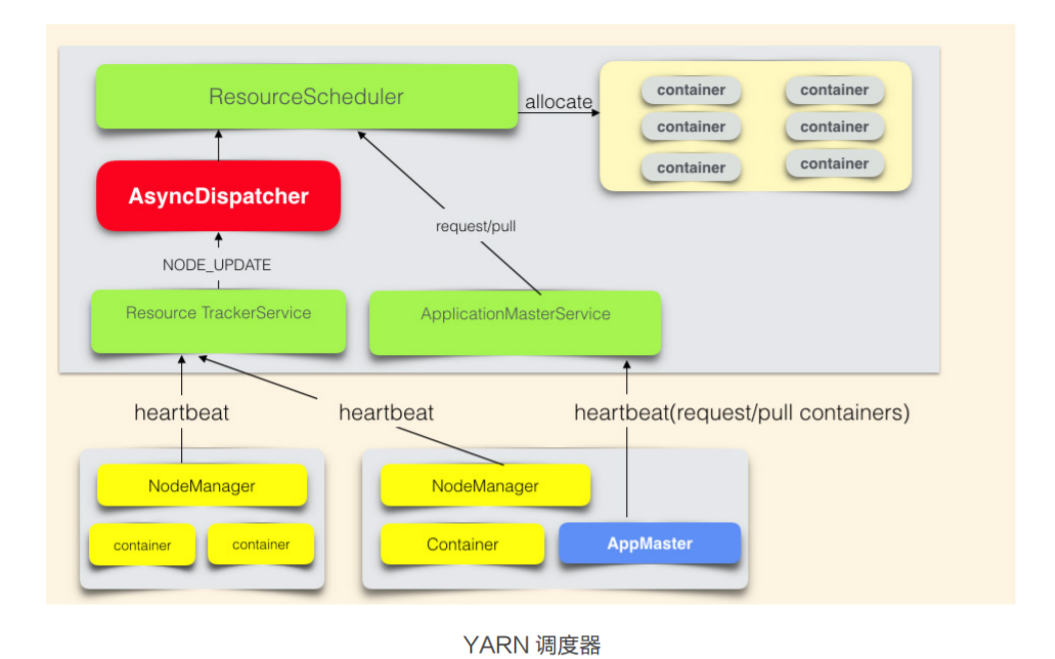 ResourceScheduler
allocate
container
container
container
container
container
container
AsyncDispatcher
request/pull
NODE_UPDATE
Resource TrackerService
ApplicationMasterService
heartbeat
heartbeat
heartbeat(request/pull containers)
NodeManager
NodeManager
container
container
Container
AppMaster
YARN 调度器